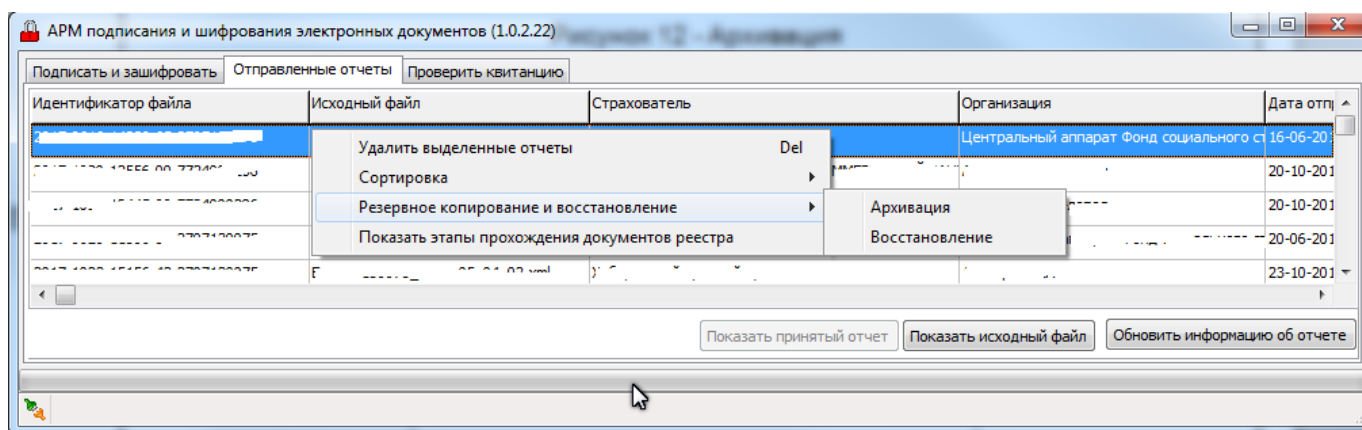 Рисунок 12 - Архивация
АРМ подписания и шифрования электронных документов (1.0.2.22)
Подписать и зашифровать Отправленные отчеты Проверить квитанцию
Идентификатор файла Исходный файл Страхователь Организация Дата отп
Центральный аппарат Фонд социального ст 16-06-20
Удалить выделенные отчеты Del
20-10-201
Сортировка
Резервное копирование и восстановление Архивация
20-10-201
Показать этапы прохождения документов реестра Восстановление
20-06-201
23-10-201
Показать принятый отчет Показать исходный файл Обновить информацию об отчете